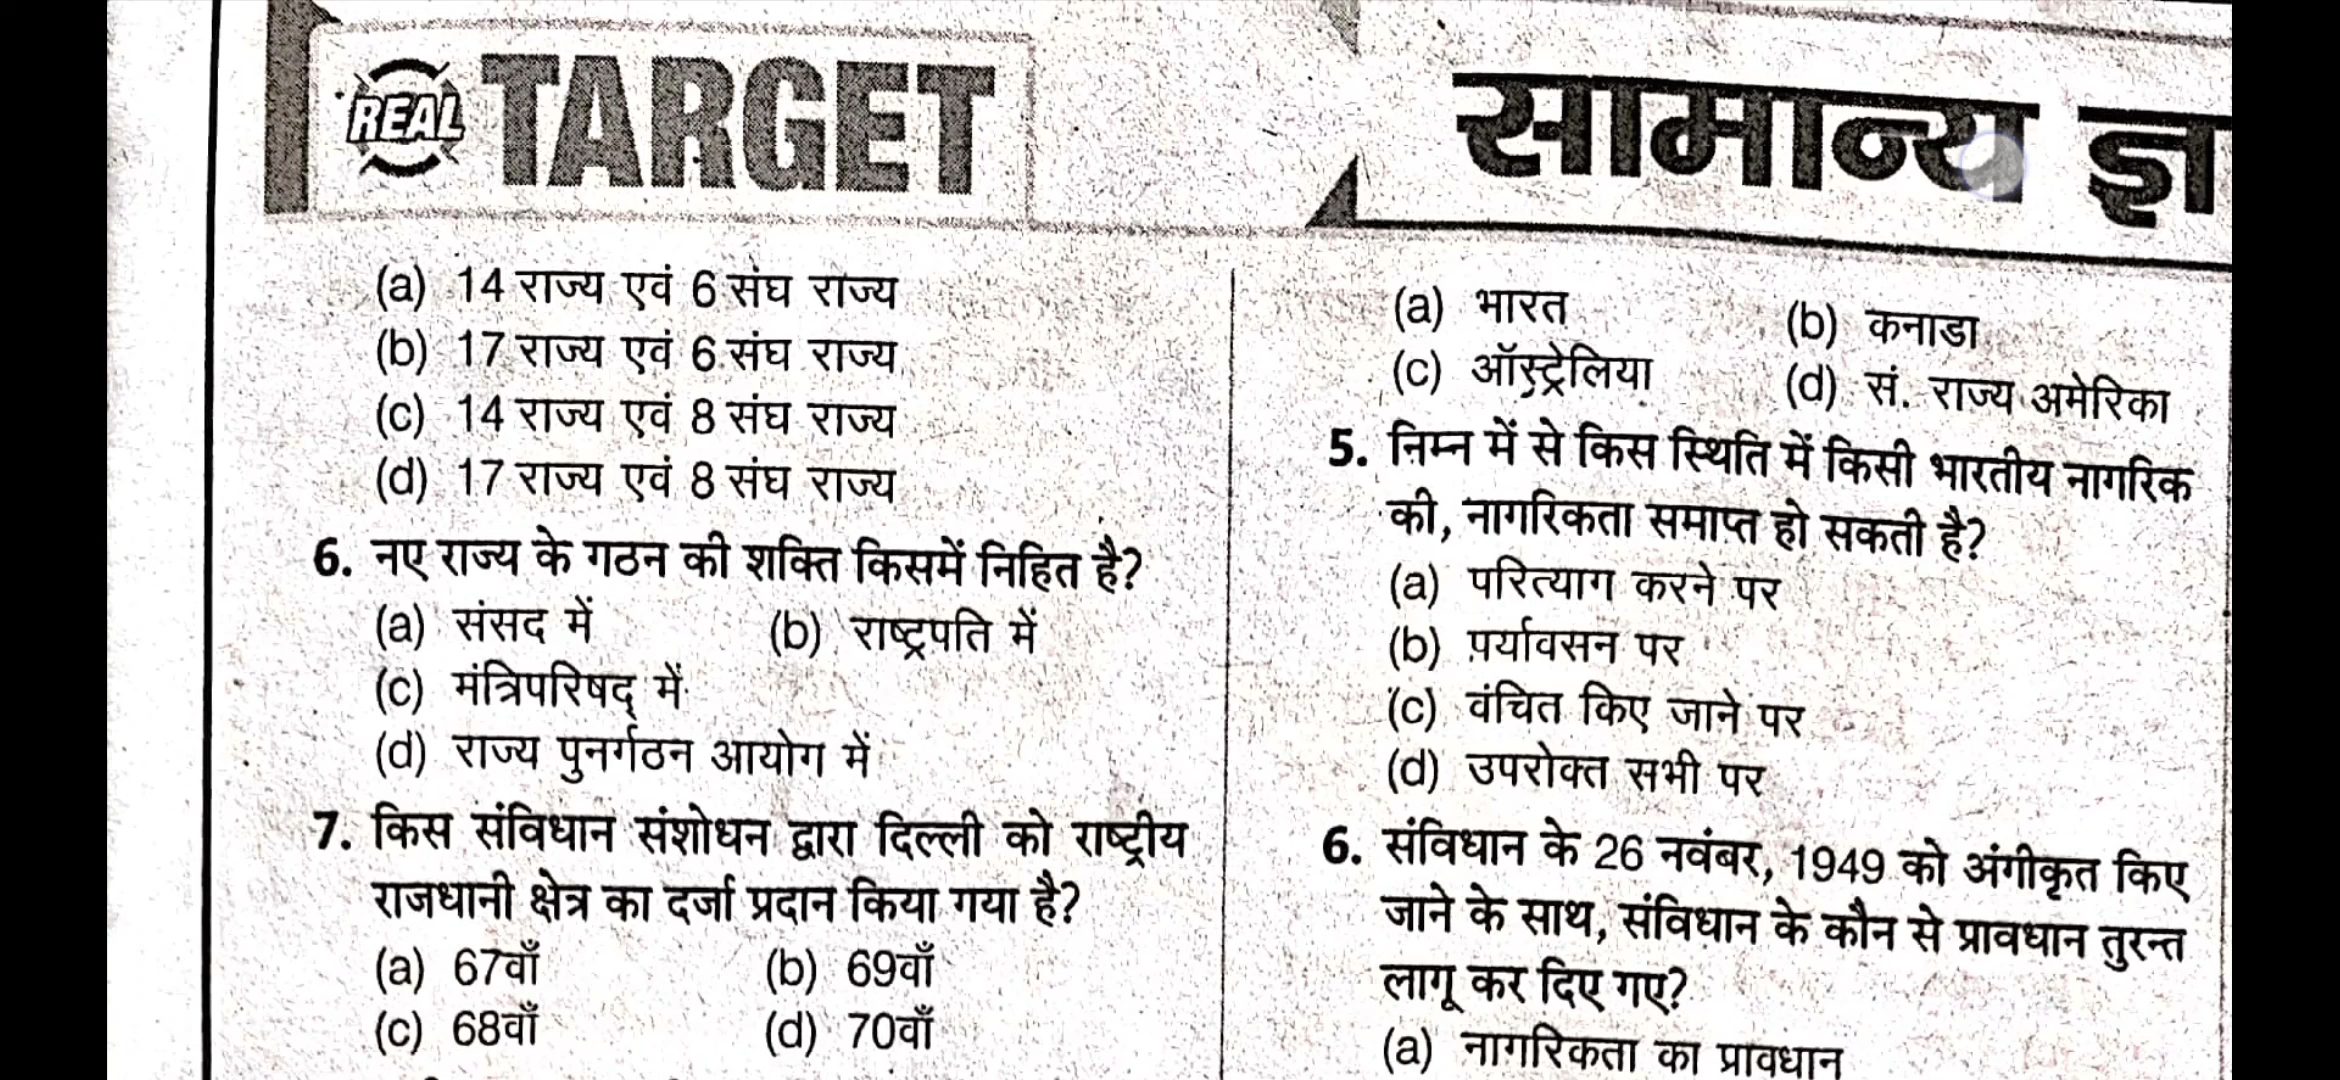 REAL TARGET
सामान्य ज्ञ
(a) 14 राज्य एवं 6 संघ राज्य
(b) 17 राज्य एवं 6 संघ राज्य
(c) 14 राज्य एवं 8 संघ राज्य
(d) 17 राज्य एवं 8 संघ राज्य
6. नए राज्य के गठन की शक्ति किसमें निहित है?
(a) संसद में (b) राष्ट्रपति में
(c) मंत्रिपरिषद् में
(d) राज्य पुनर्गठन आयोग में
7. किस संविधान संशोधन द्वारा दिल्ली को राष्ट्रीय
राजधानी क्षेत्र का दर्जा प्रदान किया गया है?
(a) 67वाँ (b) 69वाँ
(c) 68वाँ (d) 70वाँ
(a) भारत (b) कनाडा
(c) ऑस्ट्रेलिया (d) सं. राज्य अमेरिका
5. निम्न में से किस स्थिति में किसी भारतीय नागरिक
की, नागरिकता समाप्त हो सकती है?
(a) परित्याग करने पर
(b) पर्यावसन पर
(c) वंचित किए जाने पर
(d) उपरोक्त सभी पर
6. संविधान के 26 नवंबर, 1949 को अंगीकृत किए
जाने के साथ, संविधान के कौन से प्रावधान तुरन्त
लागू कर दिए गए?
(a) नागरिकता का प्रावधान